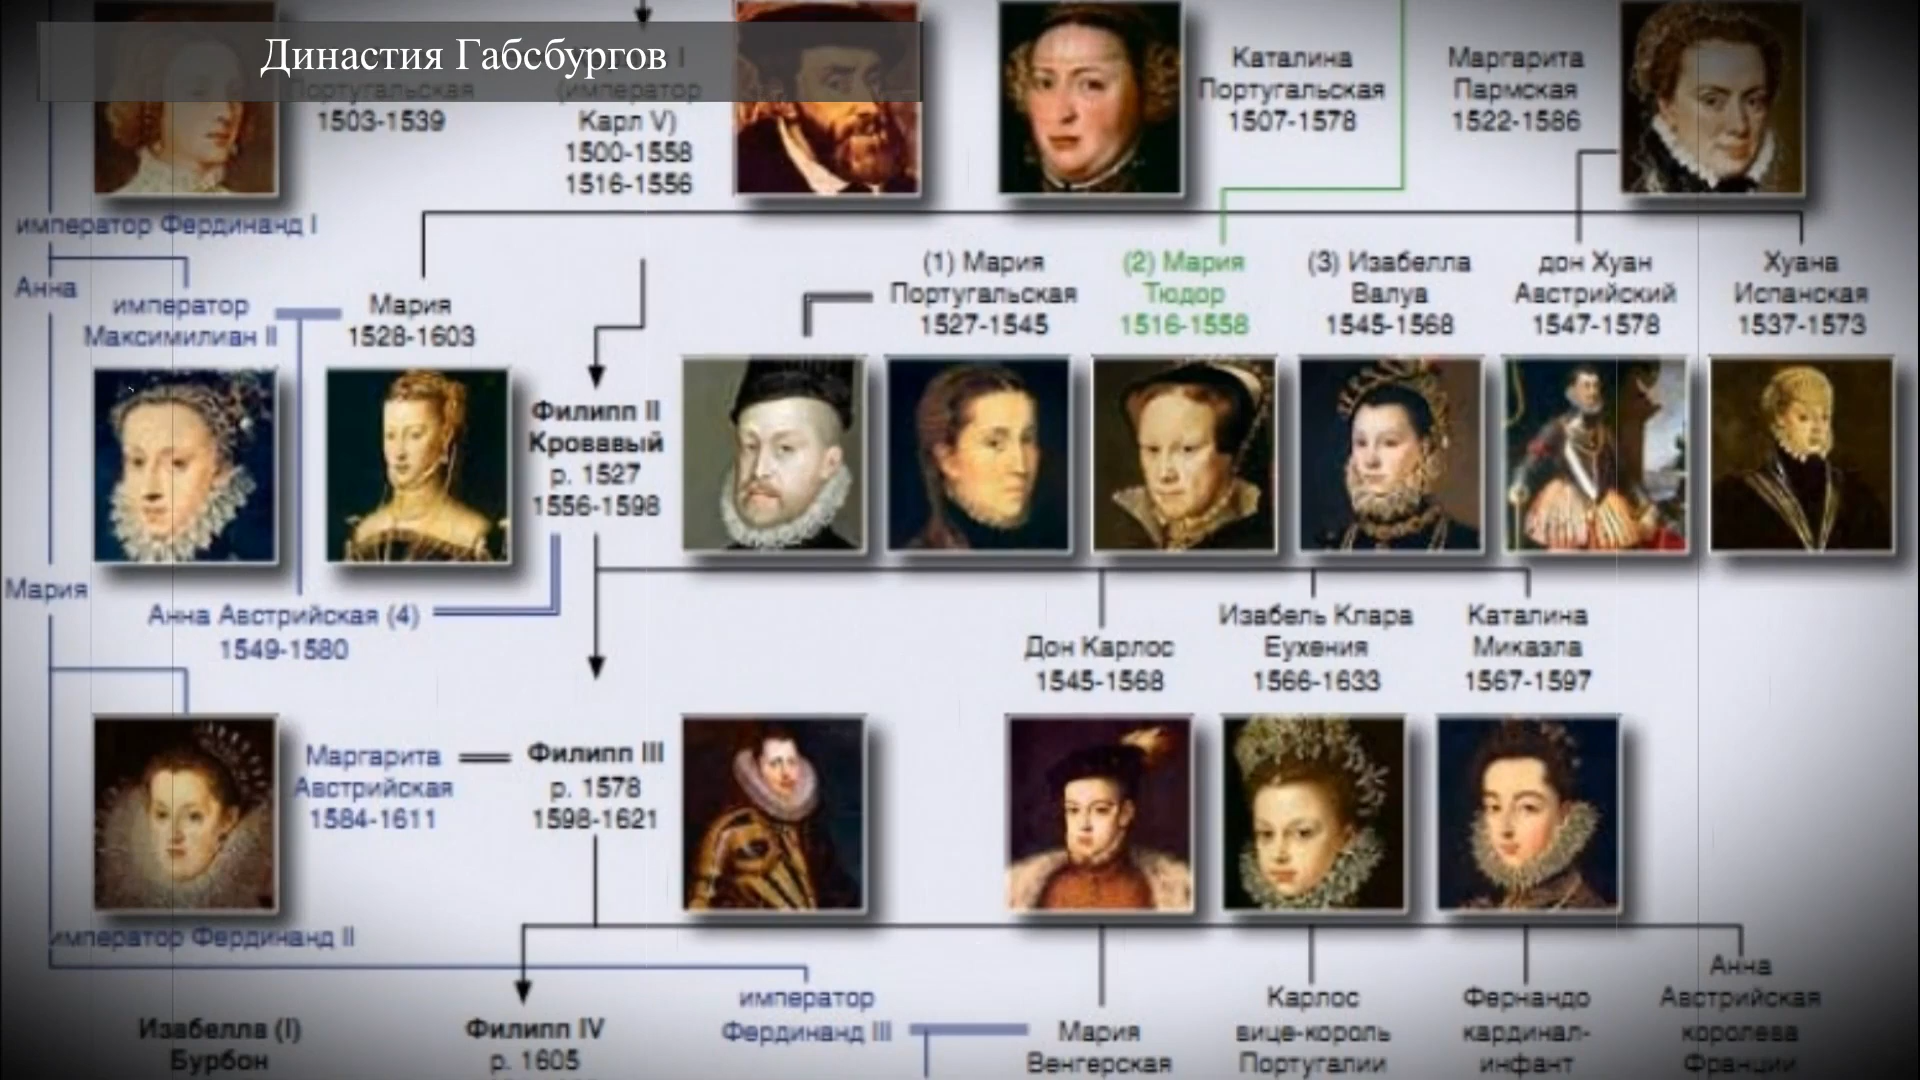 Династия Габсбургов
Португальская
1503-1539
I
(император
Карл V)
1500-1558
1516-1556
Каталина
Португальская
1507-1578
Маргарита
Пармская
1522-1586
император Фердинанд I
Анна
император
Максимилиан II
Мария
1528-1603
(1) Мария
Португальская
1527-1545
(2) Мария
Тюдор
1516-1558
(3) Изабелла
Валуа
1545-1568
дон Хуан
Австрийский
1547-1578
Хуана
Испанская
1537-1573
Филипп II
Кровавый
р. 1527
1556-1598
Мария
Анна Австрийская (4)
1549-1580
Дон Карлос
1545-1568
Изабель Клара
Еухения
1566-1633
Каталина
Микаэла
1567-1597
Маргарита
Австрийская
1584-1611
Филипп III
р. 1578
1598-1621
император Фердинанд II
Изабелла (I)
Бурбон
Филипп IV
р. 1605
император
Фердинанд III
Мария
Венгерская
Карлос
вице-король
Португалии
Фернандо
кардинал-
инфант
Анна
Австрийская
королева
Франции